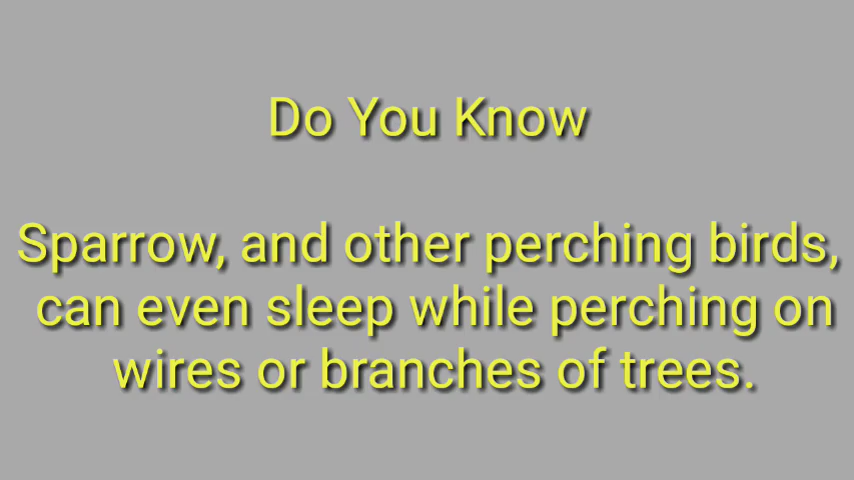 Do You Know
Sparrow, and other perching birds,
can even sleep while perching on
wires or branches of trees.